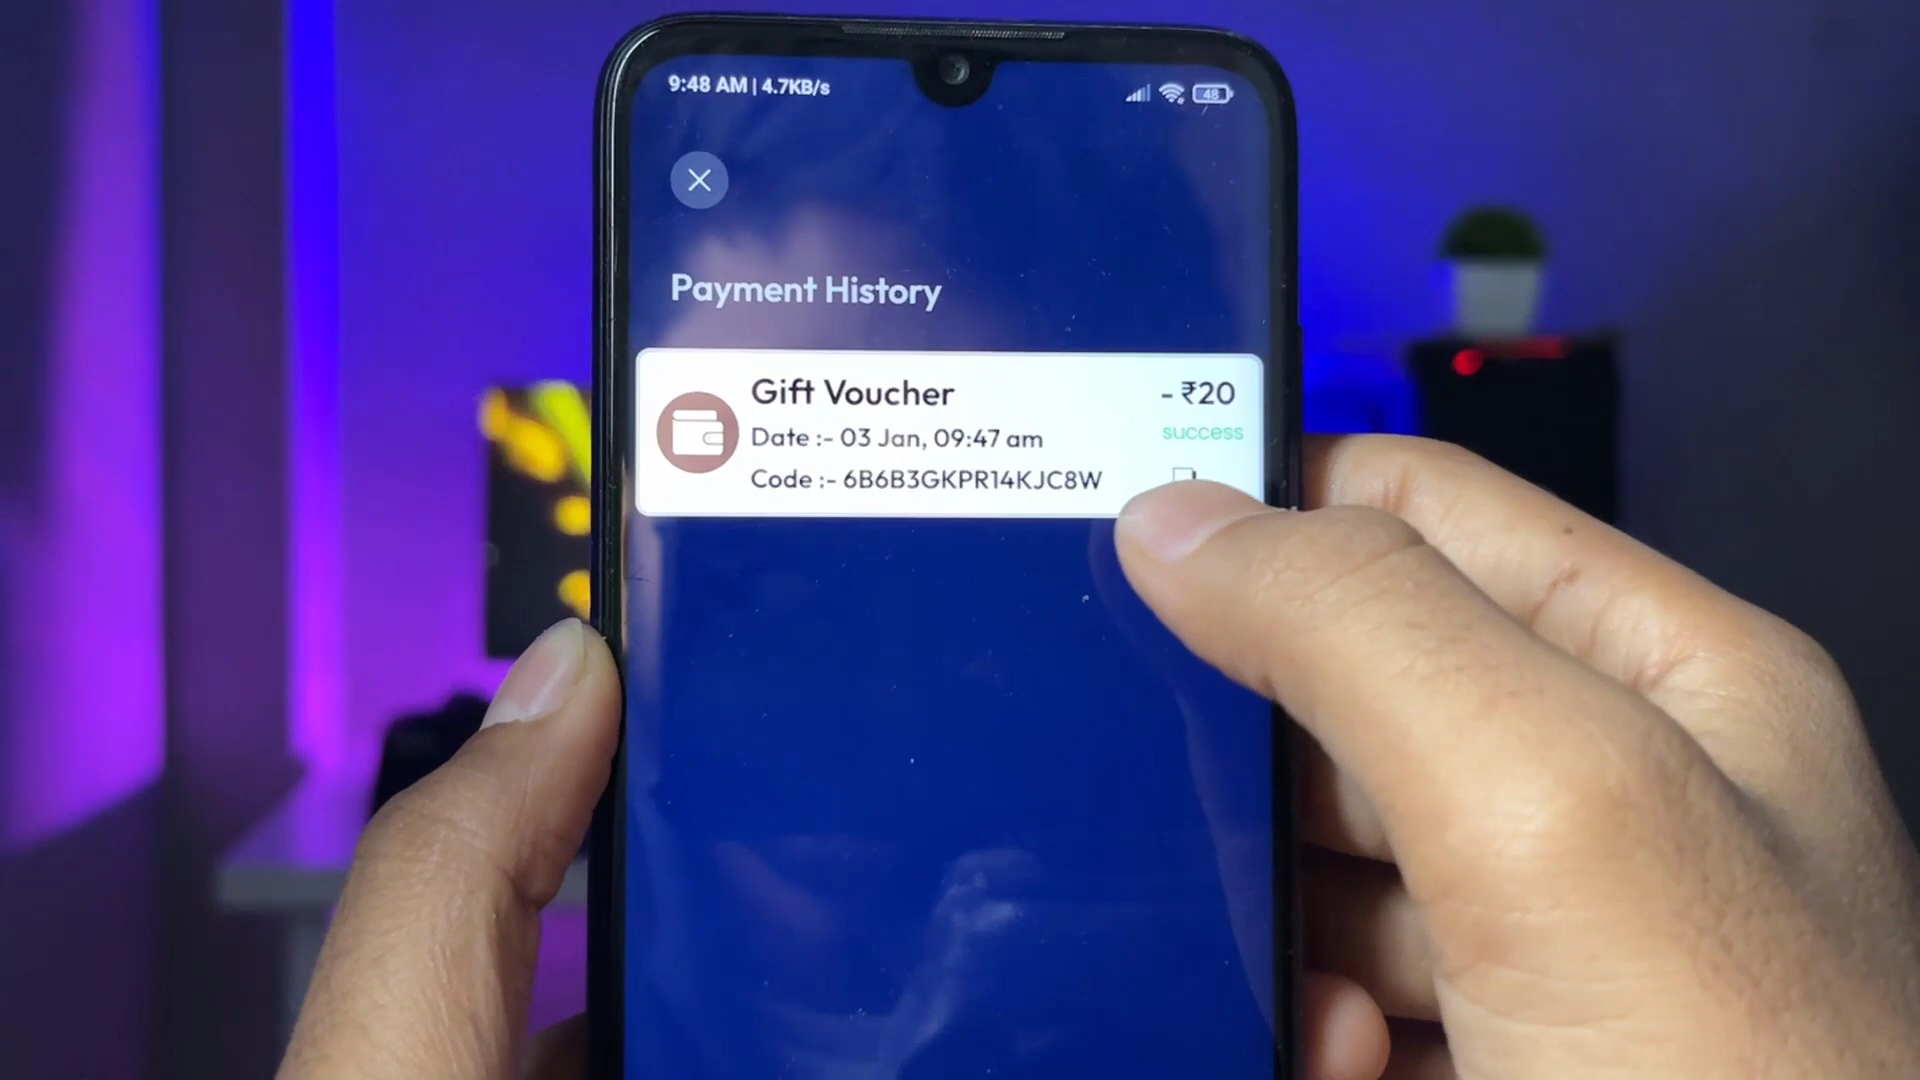 9:48 AM | 4.7KB/s
48
Payment History
Gift Voucher
- ₹20
Date :- 03 Jan, 09:47 am
success
Code :- 6B6B3GKPR14KJC8W